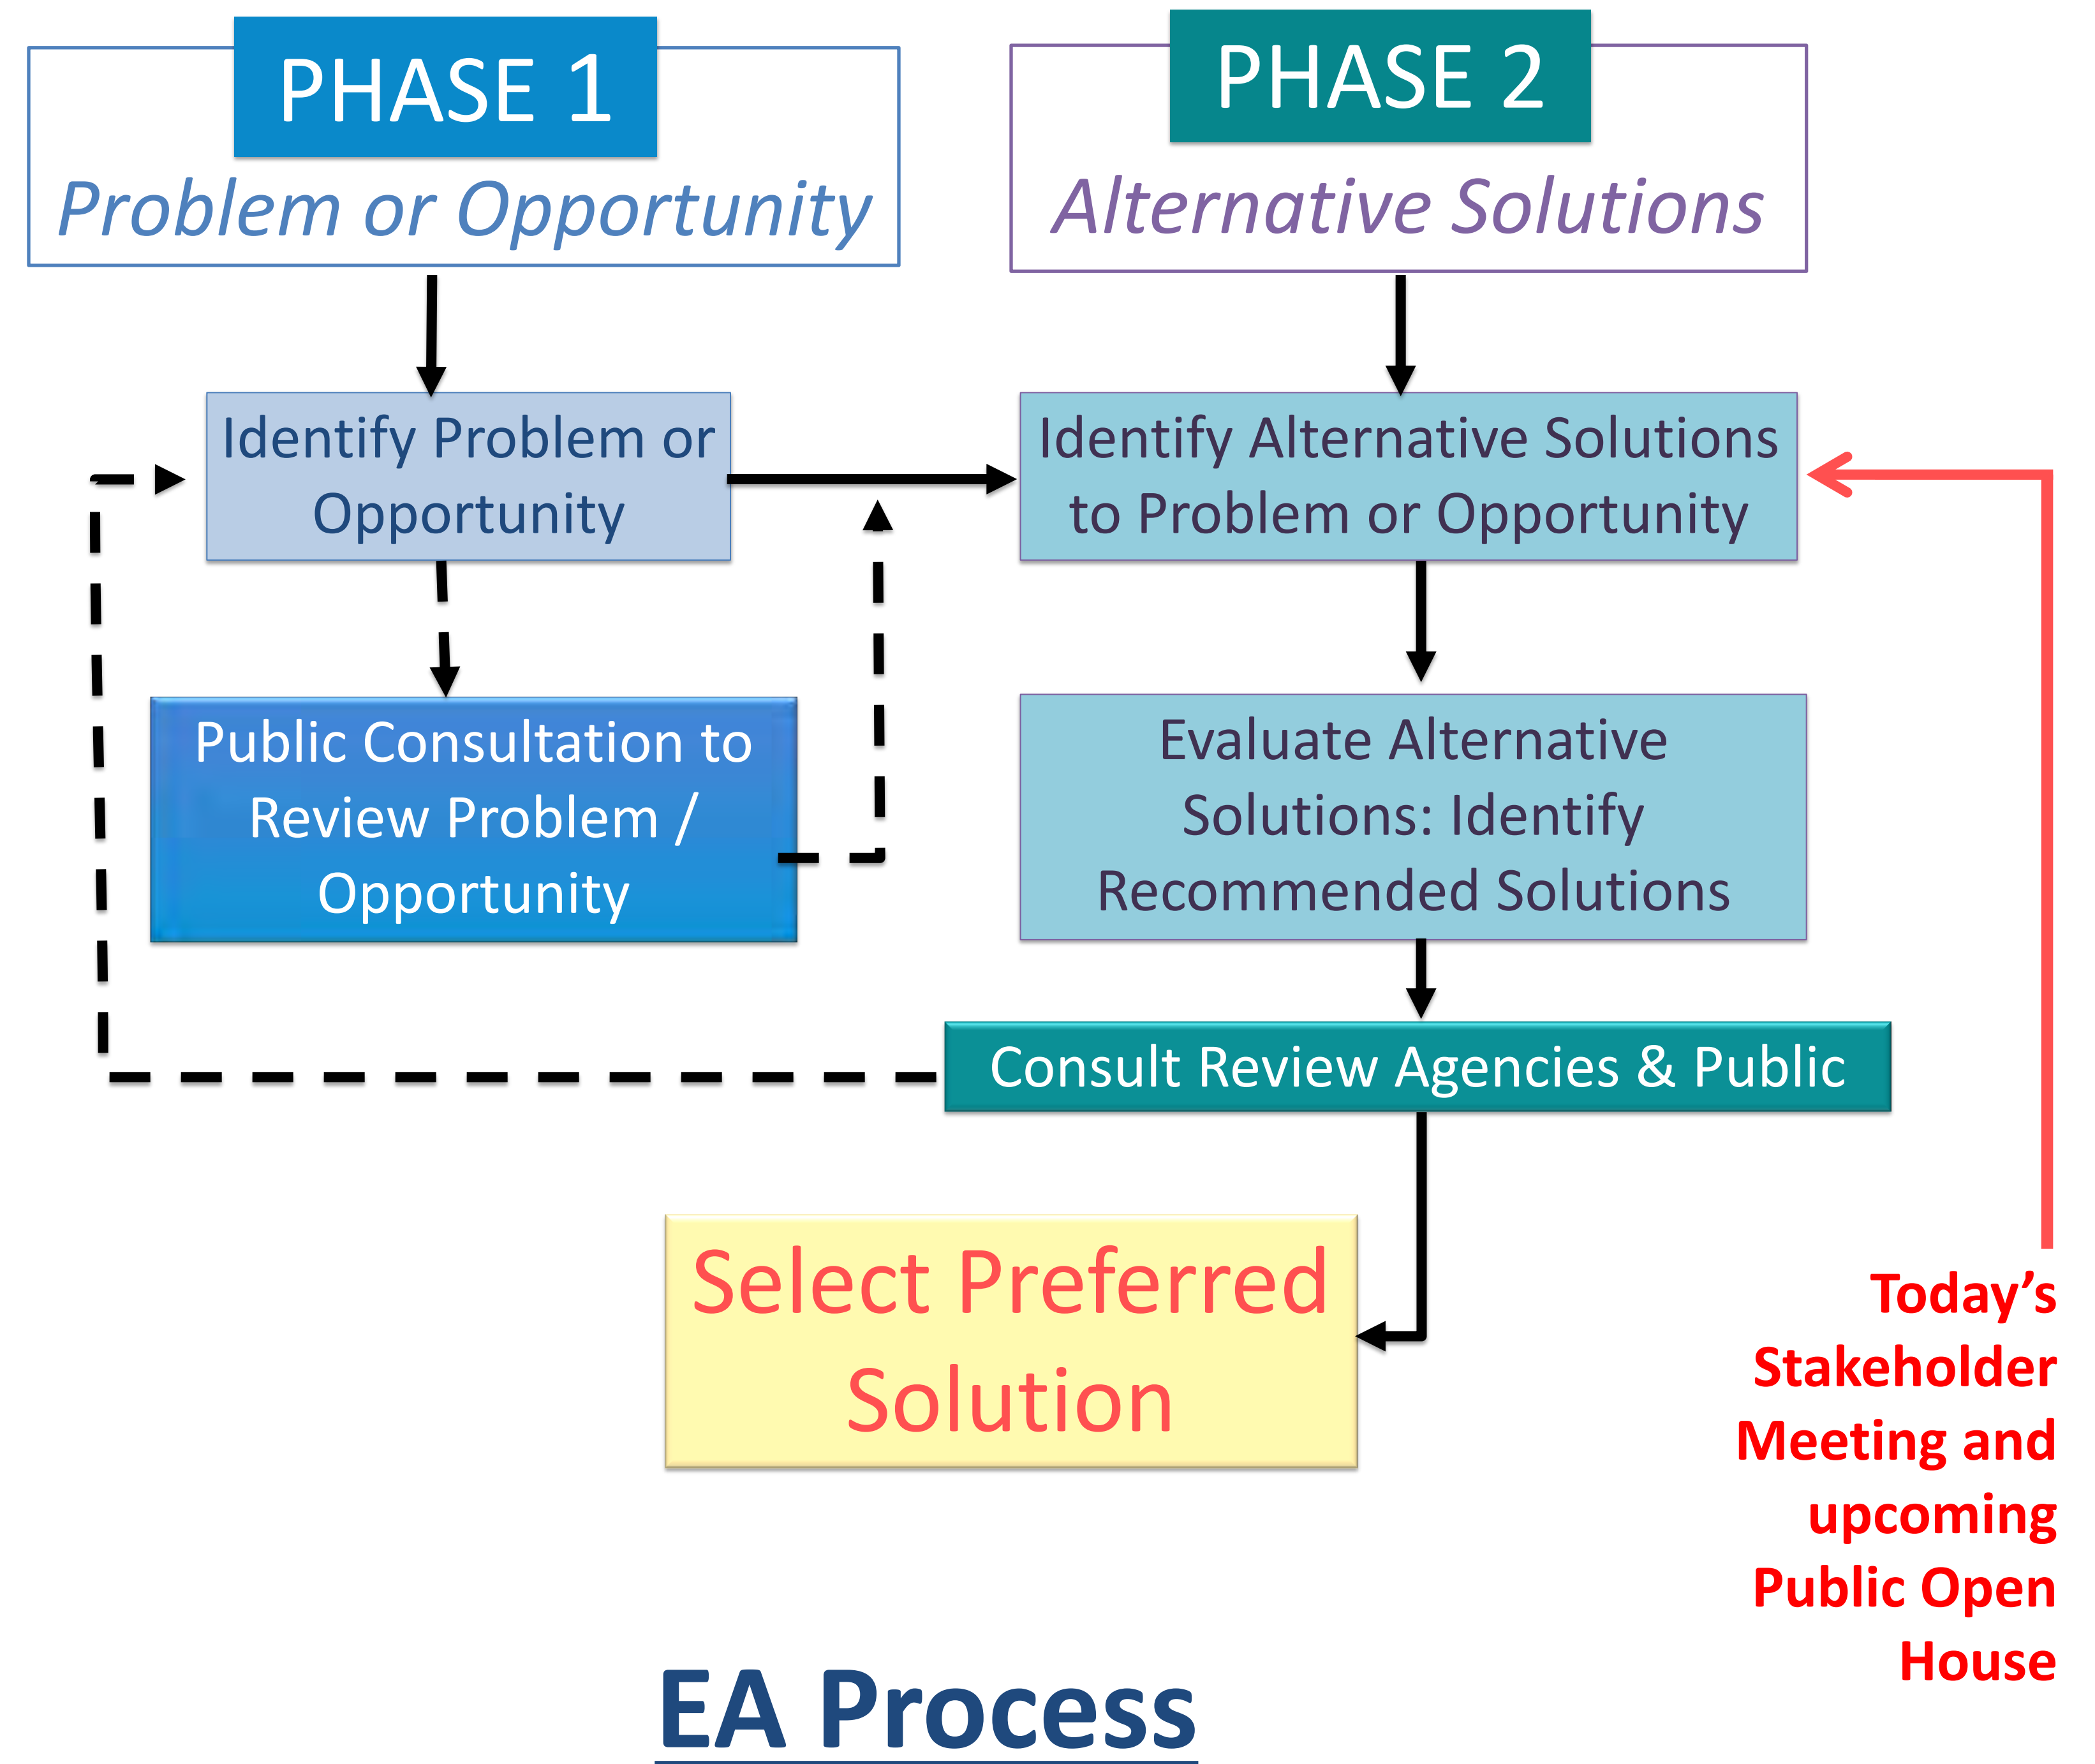 PHASE 1
Problem or Opportunity
PHASE 2
Alternative Solutions
Identify Problem or
Opportunity
Identify Alternative Solutions
to Problem or Opportunity
Public Consultation to
Review Problem /
Opportunity
Evaluate Alternative
Solutions: Identify
Recommended Solutions
Consult Review Agencies & Public
Select Preferred
Solution
Today’s
Stakeholder
Meeting and
upcoming
Public Open
House
EA Process